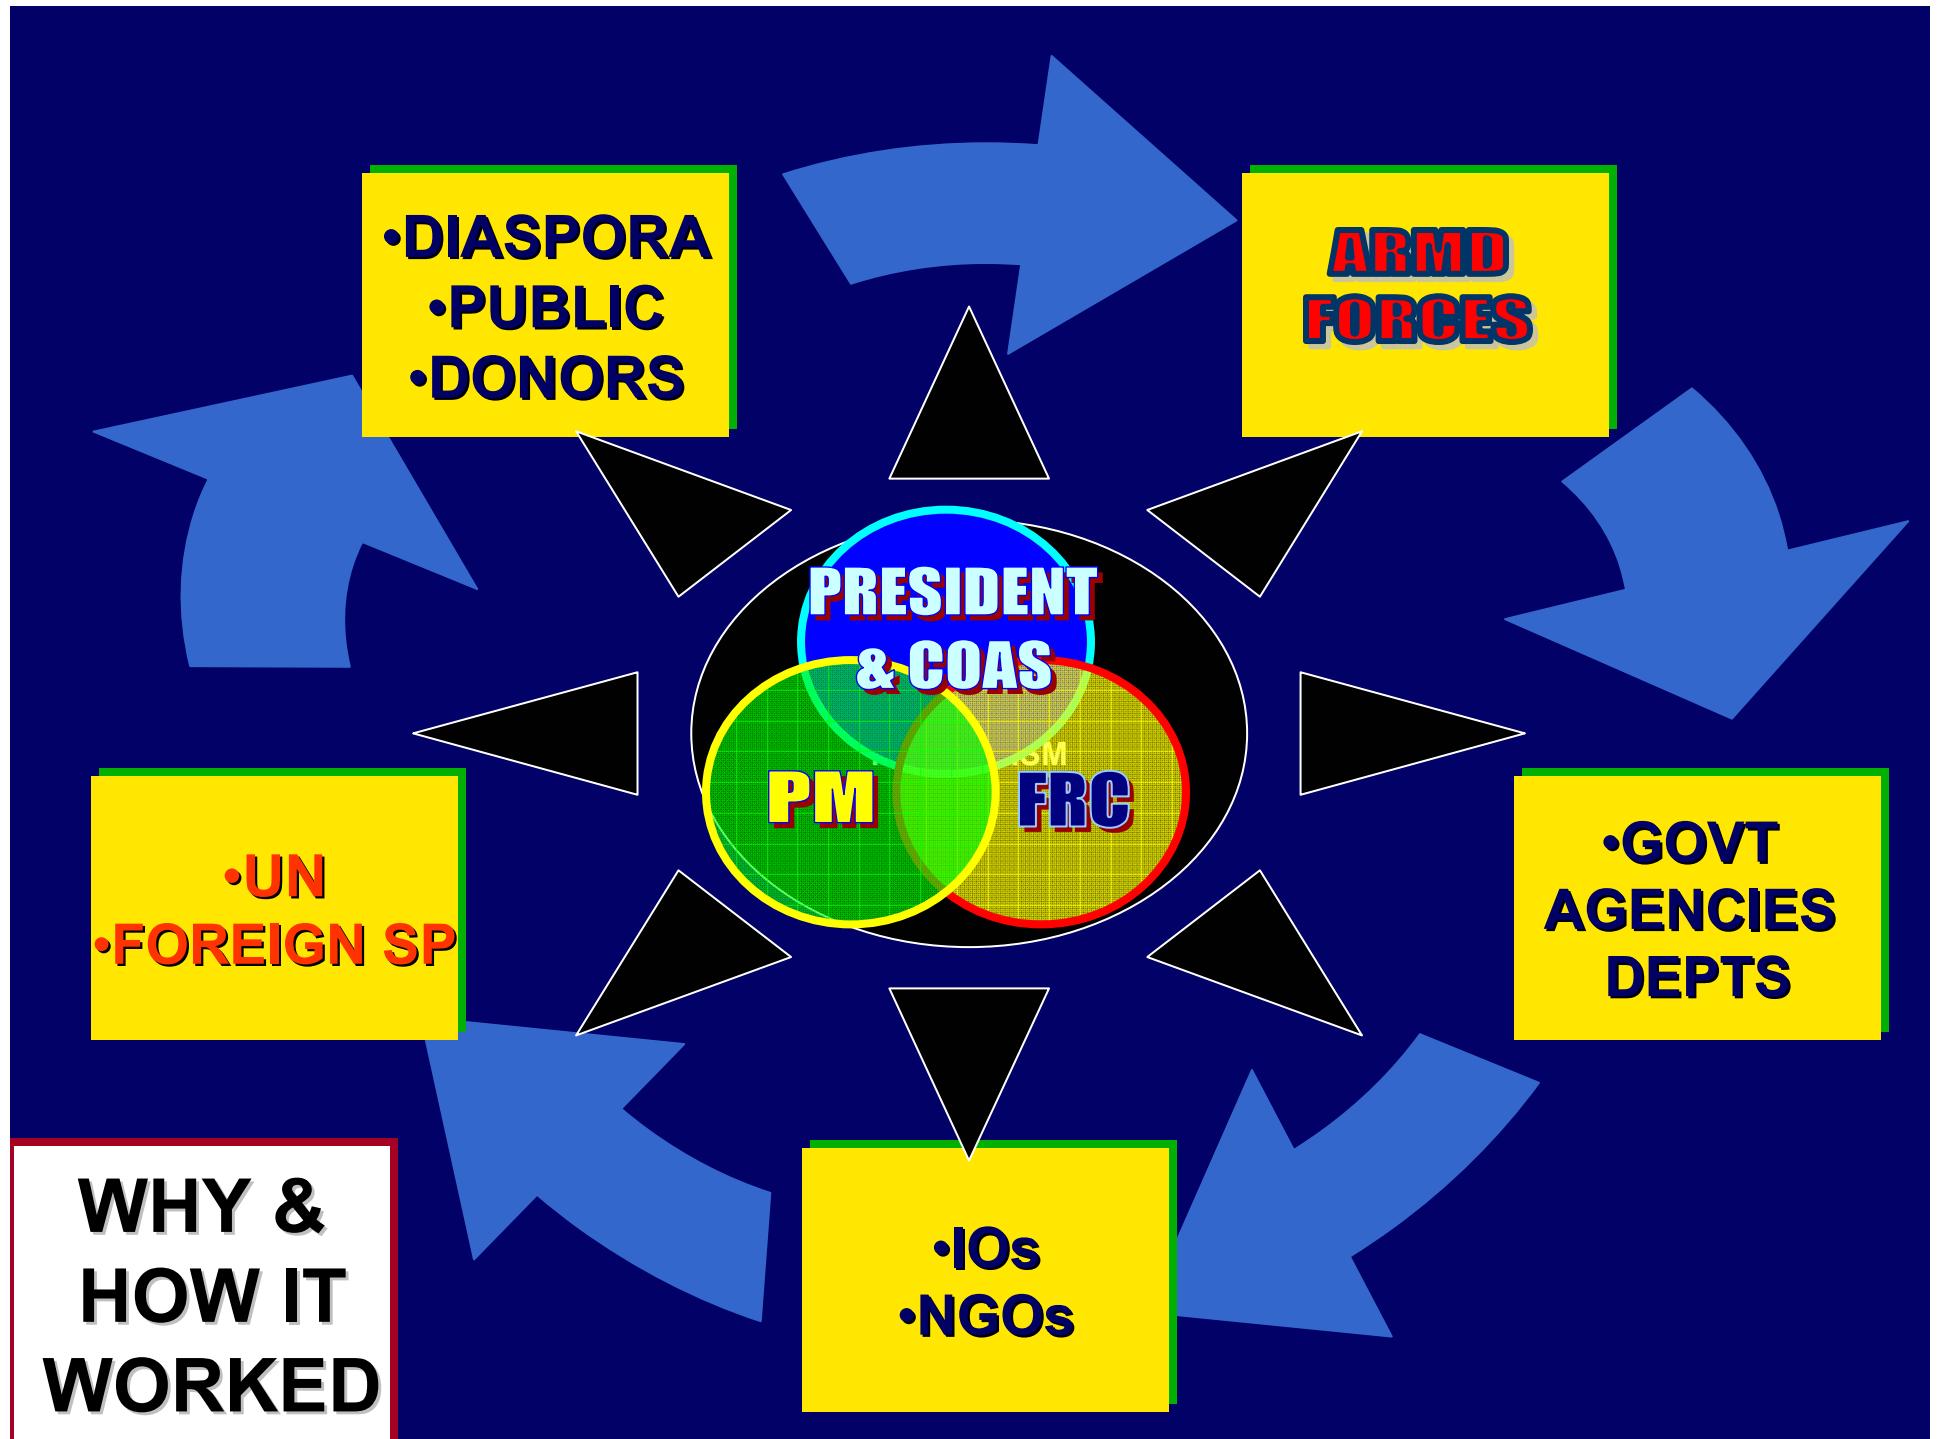 •DIASPORA
•PUBLIC
•DONORS
ARMD
FORCES
PRESIDENT
& COAS
PM
FRC
•UN
•FOREIGN SP
•GOVT
AGENCIES
DEPTS
•IOs
•NGOs
WHY &
HOW IT
WORKED